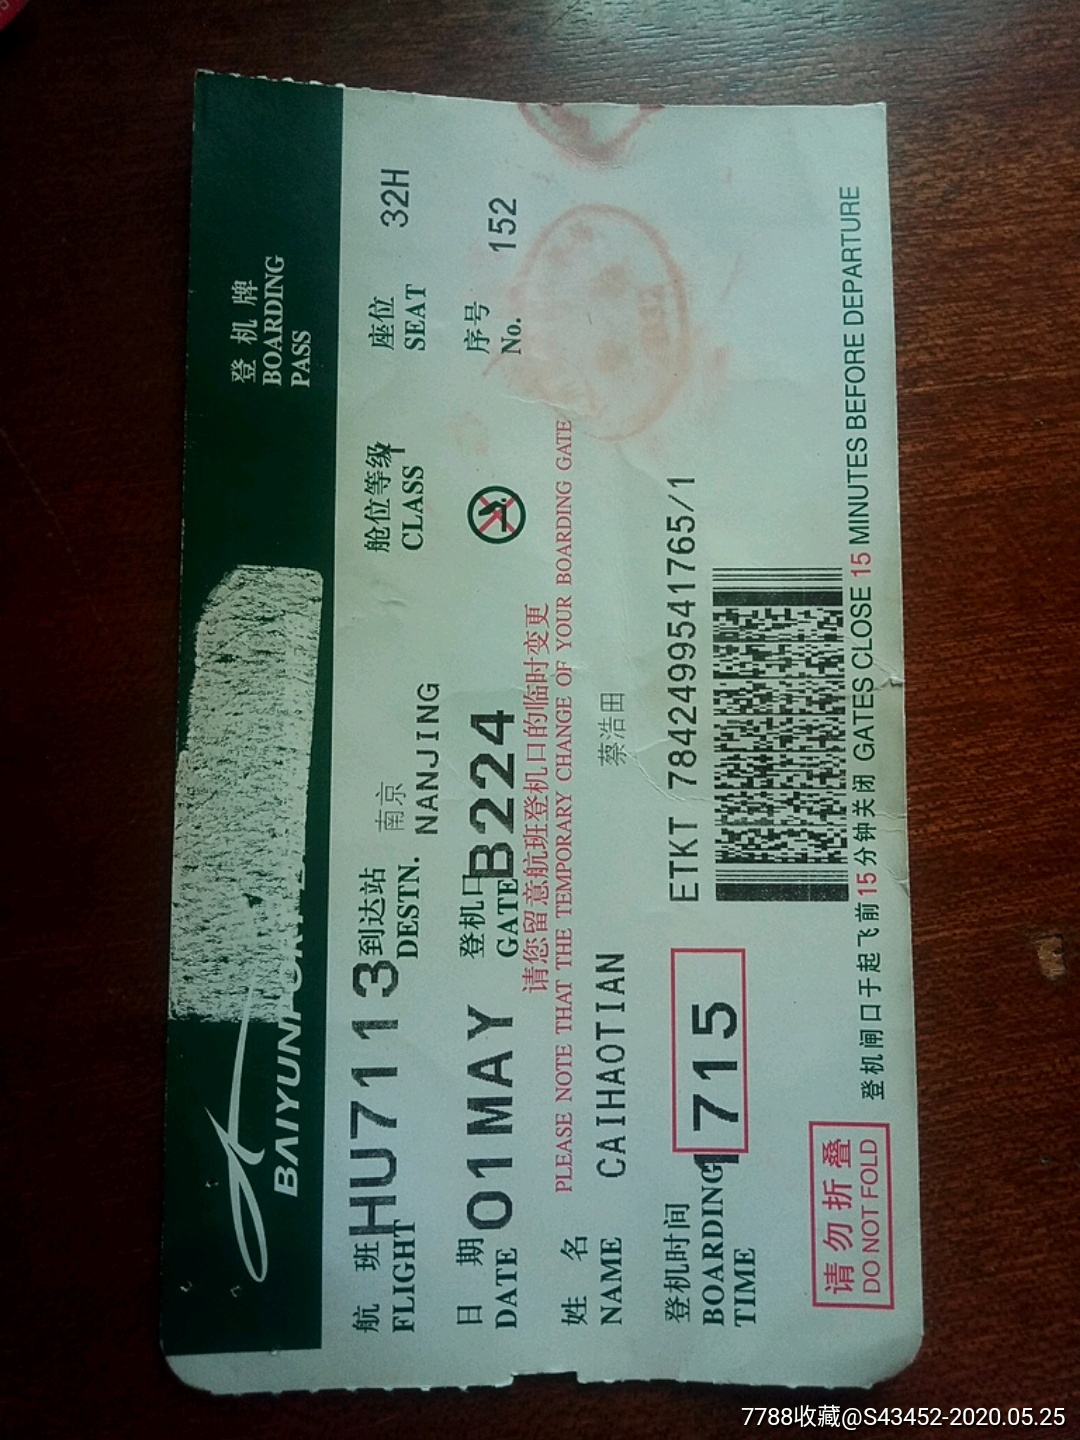 登机牌
BOARDING
PASS
BAIYUN
航 班 HU7113 到达站 南京 舱位等级 座位 32H
FLIGHT DESTN. NANJING CLASS SEAT
日 期 01MAY 登机口 B224 序号 152
DATE GATE No.
请您留意航班登机口的临时变更
PLEASE NOTE THAT THE TEMPORARY CHANGE OF YOUR BOARDING GATE
姓 名 蔡浩田
NAME CAIHAOTIAN
登机时间 1715 ETKT 7842499541765/1
BOARDING
TIME
请勿折叠
DO NOT FOLD
登机闸口于起飞前15分钟关闭 GATES CLOSE 15 MINUTES BEFORE DEPARTURE
7788收藏@S43452-2020.05.25